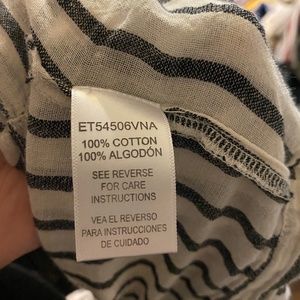 ET54506VNA
100% COTTON
100% ALGODÓN
SEE REVERSE
FOR CARE
INSTRUCTIONS
VEA EL REVERSO
PARA INSTRUCCIONES
DE CUIDADO